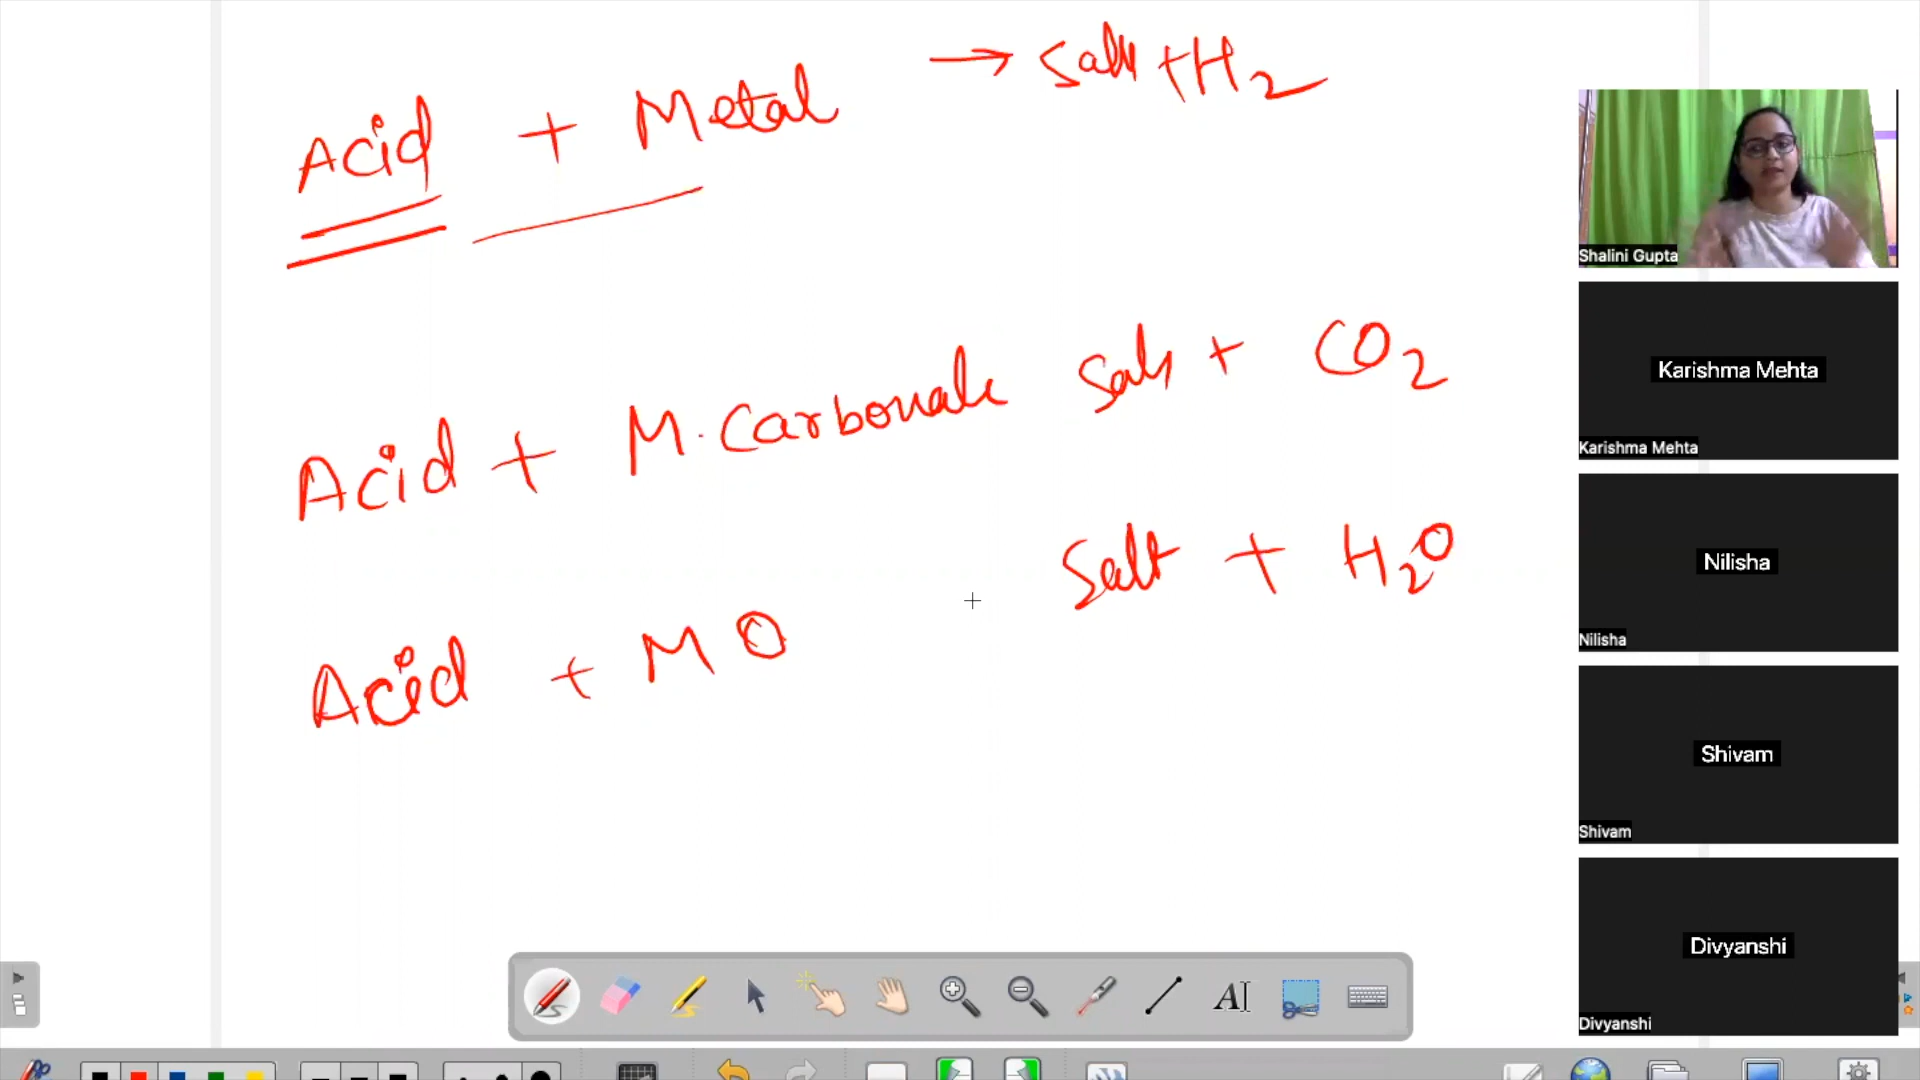 Acid + Metal → Salt + H2
Acid + M. Carbonate Salt + CO2
Acid + MO Salt + H2O
Shalini Gupta
Karishma Mehta
Karishma Mehta
Nilisha
Nilisha
Shivam
Shivam
Divyanshi
Divyanshi
A